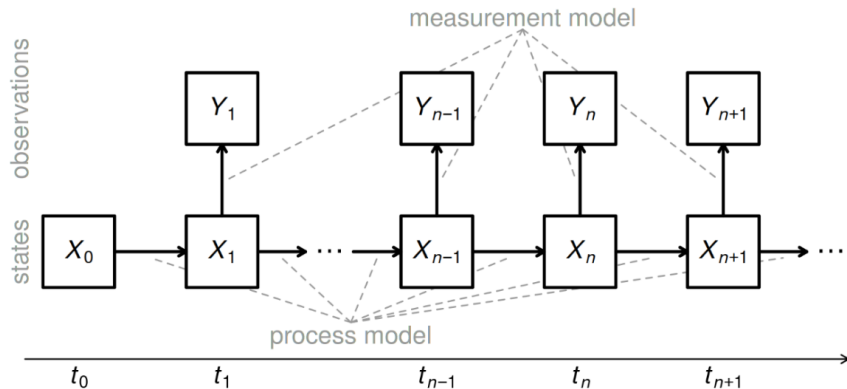 measurement model
observations
Y₁ Yₙ₋₁ Yₙ Yₙ₊₁
states
X₀ X₁ ... Xₙ₋₁ Xₙ Xₙ₊₁ ...
process model
t₀ t₁ tₙ₋₁ tₙ tₙ₊₁